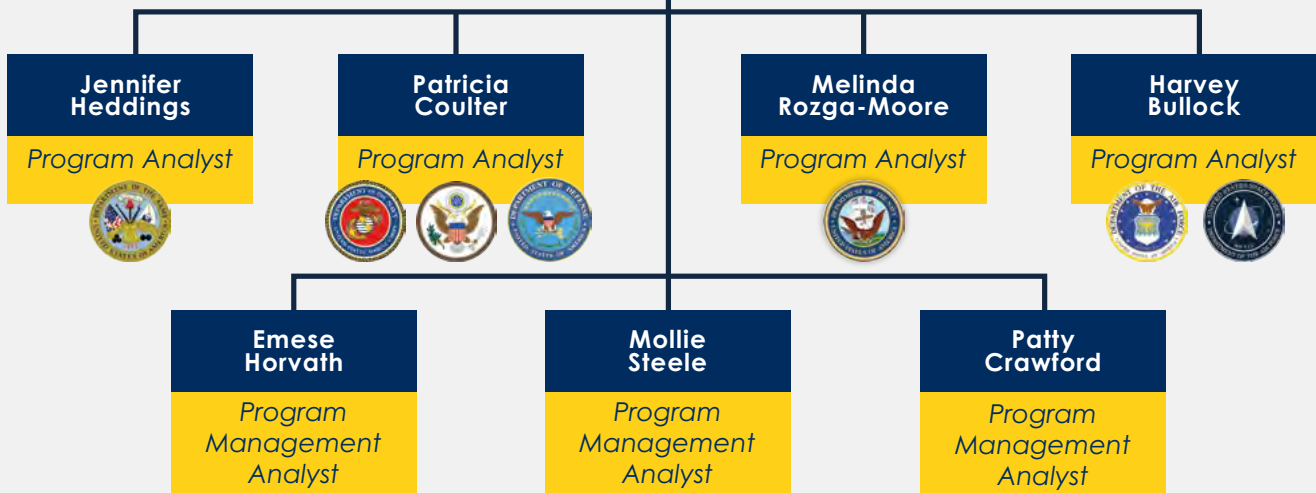 Jennifer
Heddings
Program Analyst
Patricia
Coulter
Program Analyst
Melinda
Rozga-Moore
Program Analyst
Harvey
Bullock
Program Analyst
Emese
Horvath
Program
Management
Analyst
Mollie
Steele
Program
Management
Analyst
Patty
Crawford
Program
Management
Analyst